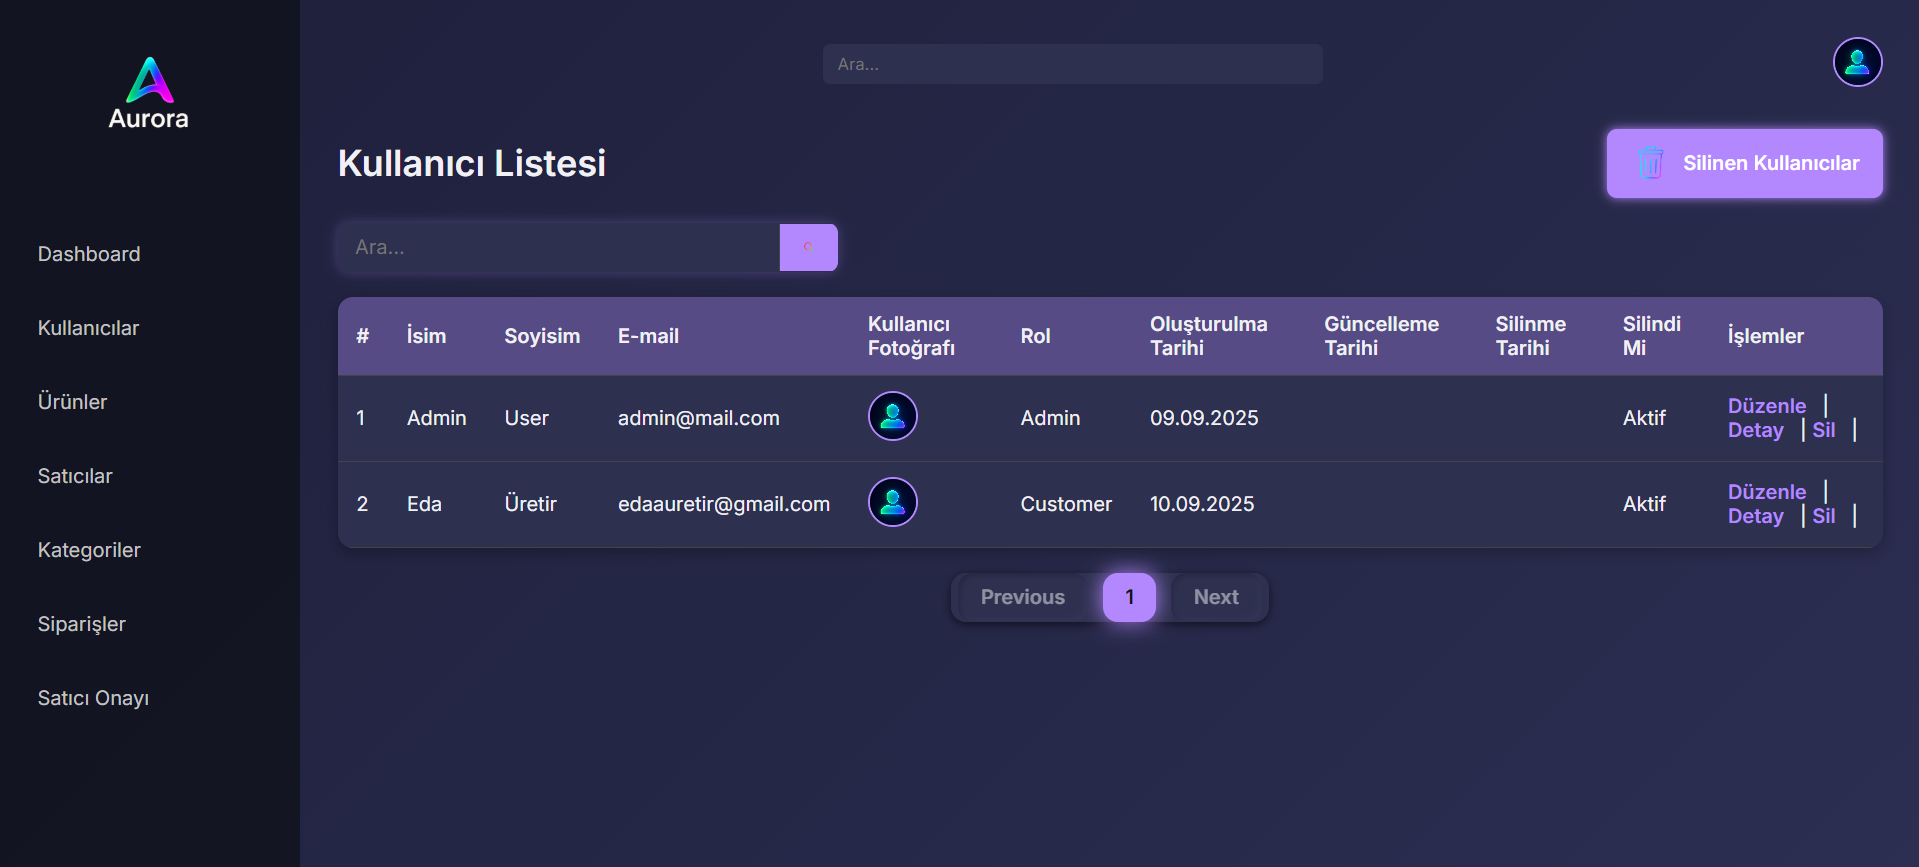 Aurora
Ara...
Dashboard
Kullanıcılar
Ürünler
Satıcılar
Kategoriler
Siparişler
Satıcı Onayı
Kullanıcı Listesi
Silinen Kullanıcılar
Ara...
# İsim Soyisim E-mail Kullanıcı Fotoğrafı Rol Oluşturulma Tarihi Güncelleme Tarihi Silinme Tarihi Silindi Mi İşlemler
1 Admin User admin@mail.com Admin 09.09.2025 Aktif Düzenle |
Detay | Sil |
2 Eda Üretir edaauretir@gmail.com Customer 10.09.2025 Aktif Düzenle |
Detay | Sil |
Previous 1 Next